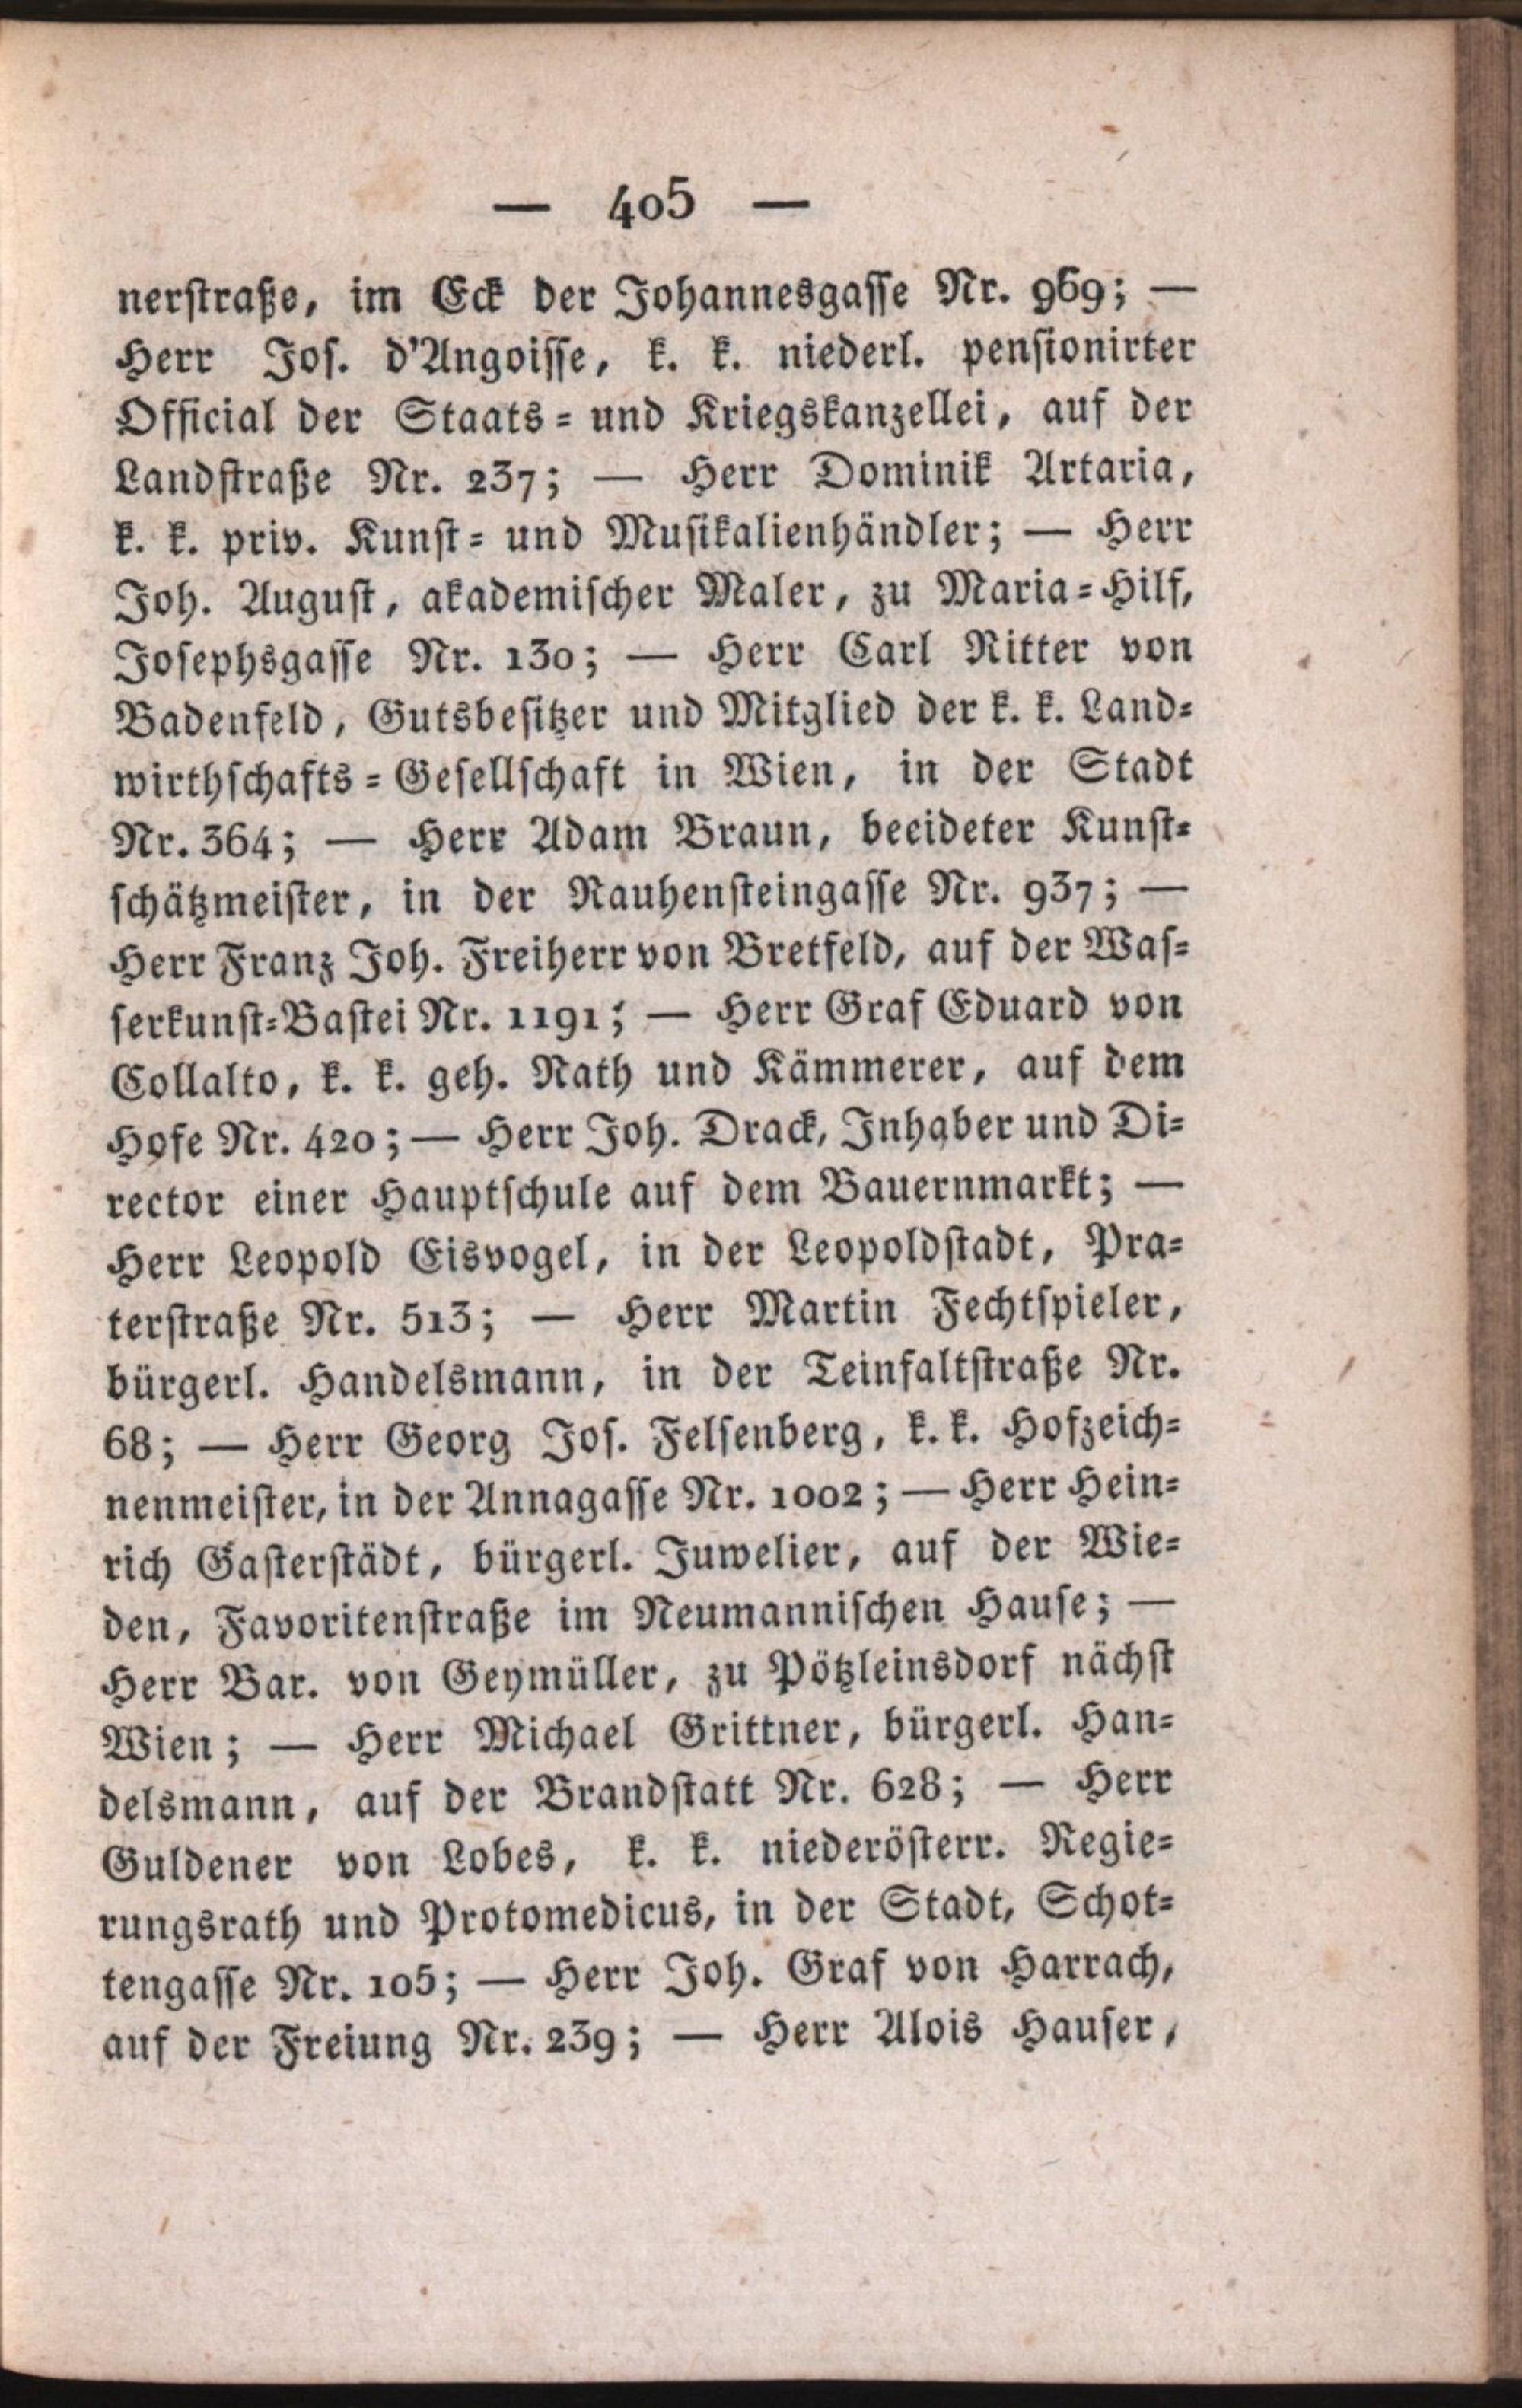 — 405 —
nerstraße, im Eck der Johannesgasse Nr. 969; —
Herr Jos. d'Angoisse, k. k. niederl. pensionirter
Official der Staats- und Kriegskanzellei, auf der
Landstraße Nr. 237; — Herr Dominik Artaria,
k. k. priv. Kunst- und Musikalienhändler; — Herr
Joh. August, akademischer Maler, zu Maria-Hilf,
Josephsgasse Nr. 130; — Herr Carl Ritter von
Badenfeld, Gutsbesitzer und Mitglied der k. k. Land-
wirthschafts-Gesellschaft in Wien, in der Stadt
Nr. 364; — Herr Adam Braun, beeideter Kunst-
schätzmeister, in der Rauhensteingasse Nr. 937; —
Herr Franz Joh. Freiherr von Bretfeld, auf der Was-
serkunst-Bastei Nr. 1191; — Herr Graf Eduard von
Collalto, k. k. geh. Rath und Kämmerer, auf dem
Hofe Nr. 420; — Herr Joh. Drack, Inhaber und Di-
rector einer Hauptschule auf dem Bauernmarkt; —
Herr Leopold Eisvogel, in der Leopoldstadt, Pra-
terstraße Nr. 513; — Herr Martin Fechtspieler,
bürgerl. Handelsmann, in der Teinfaltstraße Nr.
68; — Herr Georg Jos. Felsenberg, k. k. Hofzeich-
nenmeister, in der Annagasse Nr. 1002; — Herr Hein-
rich Gasterstädt, bürgerl. Juwelier, auf der Wie-
den, Favoritenstraße im Neumannischen Hause; —
Herr Bar. von Geymüller, zu Pötzleinsdorf nächst
Wien; — Herr Michael Grittner, bürgerl. Han-
delsmann, auf der Brandstatt Nr. 628; — Herr
Guldener von Lobes, k. k. niederösterr. Regie-
rungsrath und Protomedicus, in der Stadt, Schot-
tengasse Nr. 105; — Herr Joh. Graf von Harrach,
auf der Freiung Nr. 239; — Herr Alois Hauser,